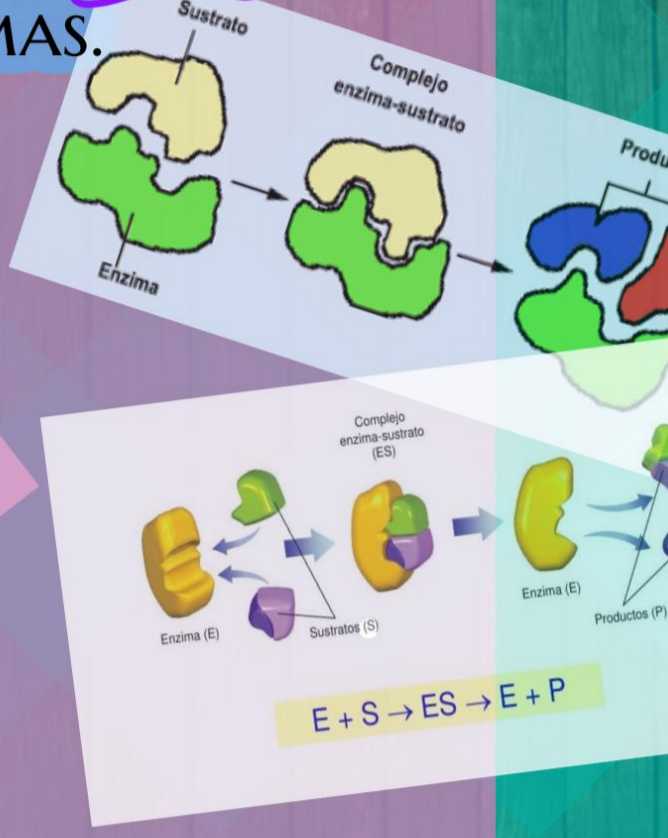 MAS.
Sustrato
Complejo
enzima-sustrato
Produ
Enzima
Complejo
enzima-sustrato
(ES)
Enzima (E)
Sustratos (S)
Enzima (E)
Productos (P)
E + S → ES → E + P